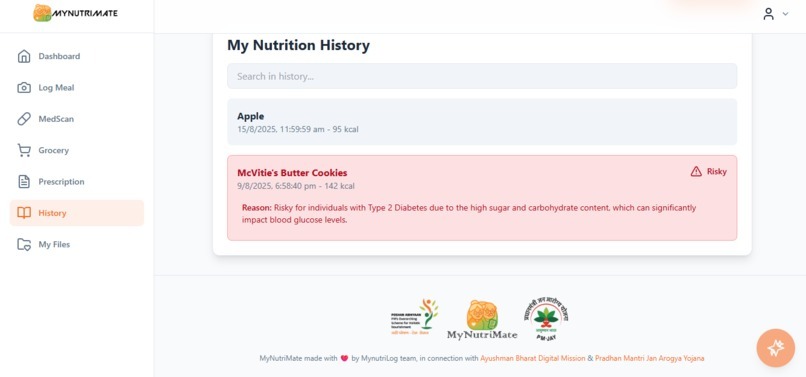 MYNUTRIMATE
Dashboard
Log Meal
MedScan
Grocery
Prescription
History
My Files
My Nutrition History
Search in history...
Apple
15/8/2025, 11:59:59 am - 95 kcal
McVitie's Butter Cookies
Risky
9/8/2025, 6:58:40 pm - 142 kcal
Reason: Risky for individuals with Type 2 Diabetes due to the high sugar and carbohydrate content, which can significantly
impact blood glucose levels.
MyNutriMate
PM-JAY
MyNutriMate made with ❤ by MynutriLog team, in connection with Ayushman Bharat Digital Mission & Pradhan Mantri Jan Arogya Yojana